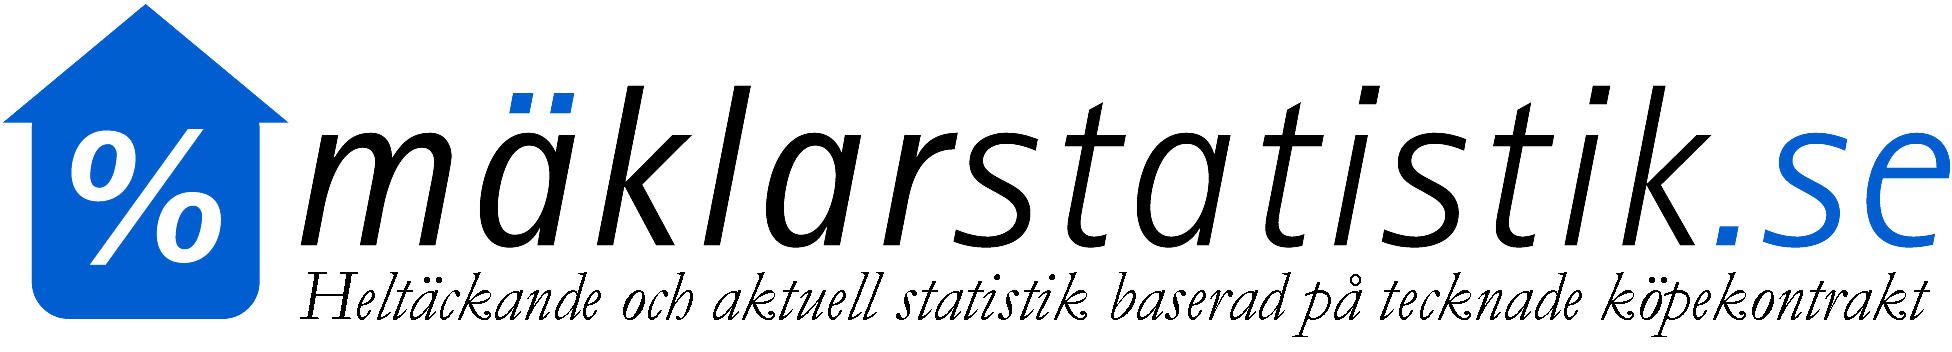 %
mäklarstatistik.se
Heltäckande och aktuell statistik baserad på tecknade köpekontrakt